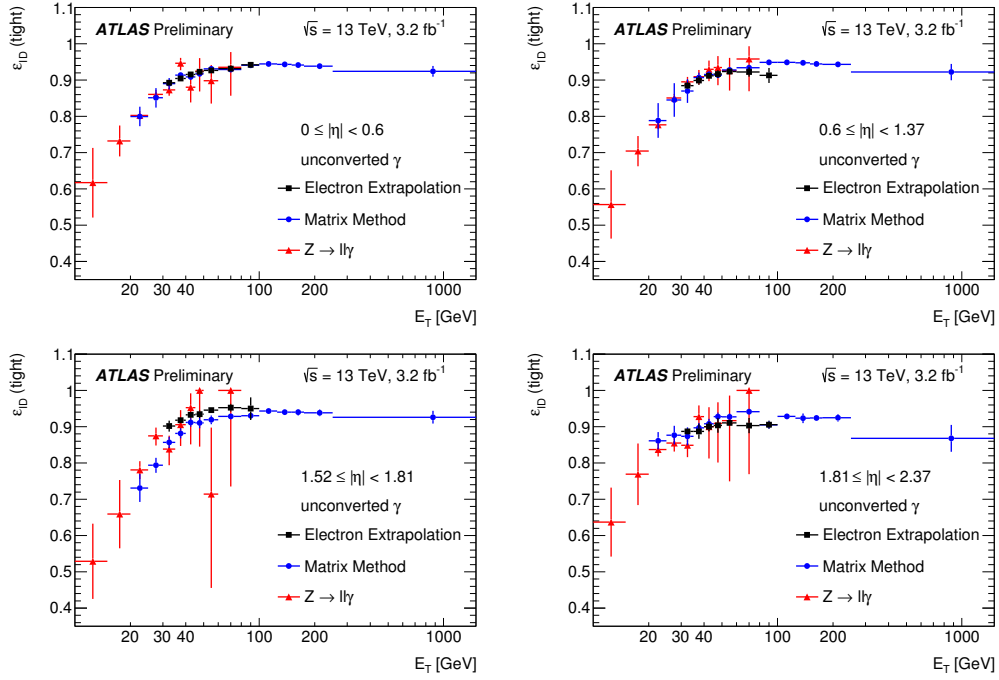 ε_ID (tight)
1.1
1
0.9
0.8
0.7
0.6
0.5
0.4
ATLAS Preliminary
√s = 13 TeV, 3.2 fb⁻¹
0 ≤ |η| < 0.6
unconverted γ
Electron Extrapolation
Matrix Method
Z → llγ
20 30 40 100 200 1000
E_T [GeV]
ε_ID (tight)
1.1
1
0.9
0.8
0.7
0.6
0.5
0.4
ATLAS Preliminary
√s = 13 TeV, 3.2 fb⁻¹
0.6 ≤ |η| < 1.37
unconverted γ
Electron Extrapolation
Matrix Method
Z → llγ
20 30 40 100 200 1000
E_T [GeV]
ε_ID (tight)
1.1
1
0.9
0.8
0.7
0.6
0.5
0.4
ATLAS Preliminary
√s = 13 TeV, 3.2 fb⁻¹
1.52 ≤ |η| < 1.81
unconverted γ
Electron Extrapolation
Matrix Method
Z → llγ
20 30 40 100 200 1000
E_T [GeV]
ε_ID (tight)
1.1
1
0.9
0.8
0.7
0.6
0.5
0.4
ATLAS Preliminary
√s = 13 TeV, 3.2 fb⁻¹
1.81 ≤ |η| < 2.37
unconverted γ
Electron Extrapolation
Matrix Method
Z → llγ
20 30 40 100 200 1000
E_T [GeV]